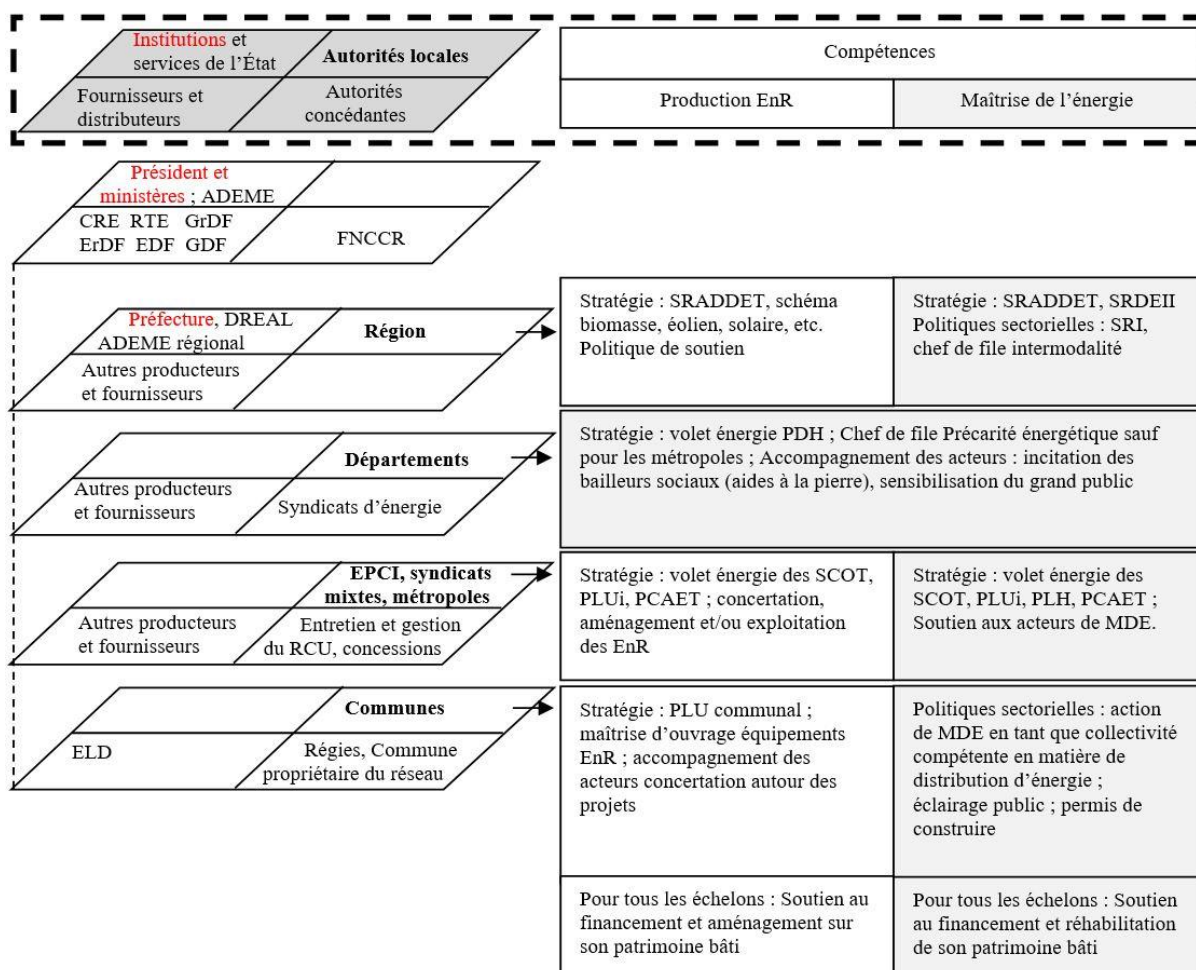 Institutions et
services de l’État
Autorités locales
Fournisseurs et
distributeurs
Autorités
concédantes
Compétences
Production EnR
Maîtrise de l’énergie
Président et
ministères ; ADEME
CRE RTE GrDF
ErDF EDF GDF
FNCCR
Préfecture, DREAL
ADEME régional
Région
Autres producteurs
et fournisseurs
Stratégie : SRADDET, schéma
biomasse, éolien, solaire, etc.
Politique de soutien
Stratégie : SRADDET, SRDEII
Politiques sectorielles : SRI,
chef de file intermodalité
Départements
Autres producteurs
et fournisseurs
Syndicats d’énergie
Stratégie : volet énergie PDH ; Chef de file Précarité énergétique sauf
pour les métropoles ; Accompagnement des acteurs : incitation des
bailleurs sociaux (aides à la pierre), sensibilisation du grand public
EPCI, syndicats
mixtes, métropoles
Autres producteurs
et fournisseurs
Entretien et gestion
du RCU, concessions
Stratégie : volet énergie des SCOT,
PLUi, PCAET ; concertation,
aménagement et/ou exploitation
des EnR
Stratégie : volet énergie des
SCOT, PLUi, PLH, PCAET ;
Soutien aux acteurs de MDE.
Communes
ELD
Régies, Commune
propriétaire du réseau
Stratégie : PLU communal ;
maîtrise d’ouvrage équipements
EnR ; accompagnement des
acteurs concertation autour des
projets
Politiques sectorielles : action
de MDE en tant que collectivité
compétente en matière de
distribution d’énergie ;
éclairage public ; permis de
construire
Pour tous les échelons : Soutien au
financement et aménagement sur
son patrimoine bâti
Pour tous les échelons : Soutien
au financement et réhabilitation
de son patrimoine bâti